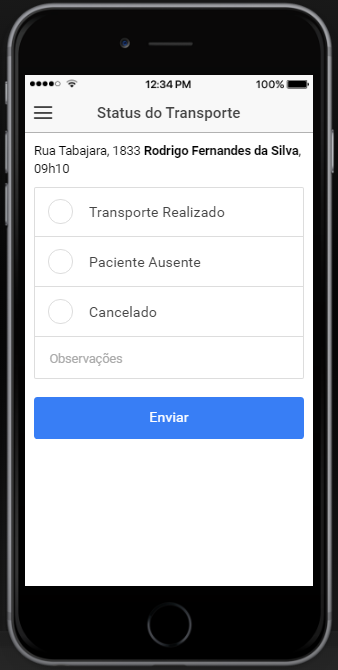 12:34 PM 100%
Status do Transporte
Rua Tabajara, 1833 Rodrigo Fernandes da Silva,
09h10
Transporte Realizado
Paciente Ausente
Cancelado
Observações
Enviar